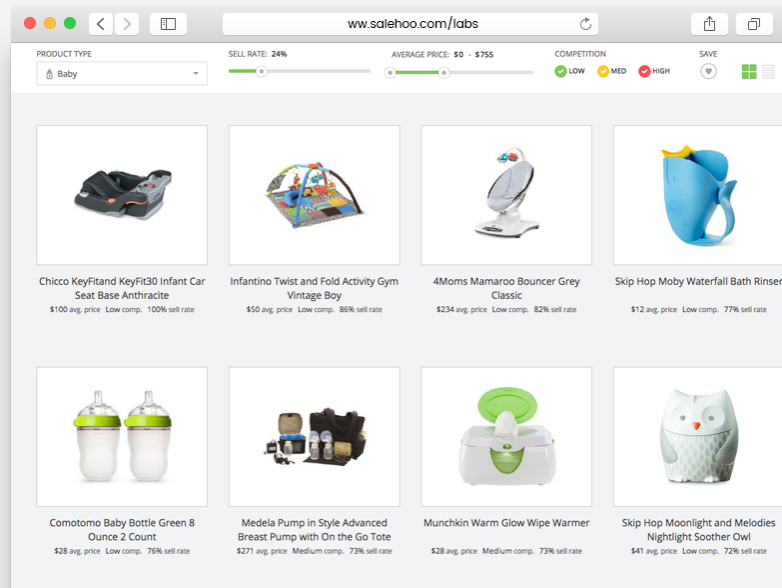 ww.salehoo.com/labs
PRODUCT TYPE
Baby
SELL RATE: 24%
AVERAGE PRICE: $0 - $755
COMPETITION
LOW MED HIGH
SAVE
Chicco KeyFitand KeyFit30 Infant Car
Seat Base Anthracite
$100 avg. price Low comp. 100% sell rate
Infantino Twist and Fold Activity Gym
Vintage Boy
$50 avg. price Low comp. 86% sell rate
4Moms Mamaroo Bouncer Grey
Classic
$234 avg. price Low comp. 82% sell rate
Skip Hop Moby Waterfall Bath Rinser
$12 avg. price Low comp. 77% sell rate
Comotomo Baby Bottle Green 8
Ounce 2 Count
$28 avg. price Low comp. 76% sell rate
Medela Pump in Style Advanced
Breast Pump with On the Go Tote
$271 avg. price Medium comp. 73% sell rate
Munchkin Warm Glow Wipe Warmer
$28 avg. price Medium comp. 73% sell rate
Skip Hop Moonlight and Melodies
Nightlight Soother Owl
$41 avg. price Low comp. 72% sell rate